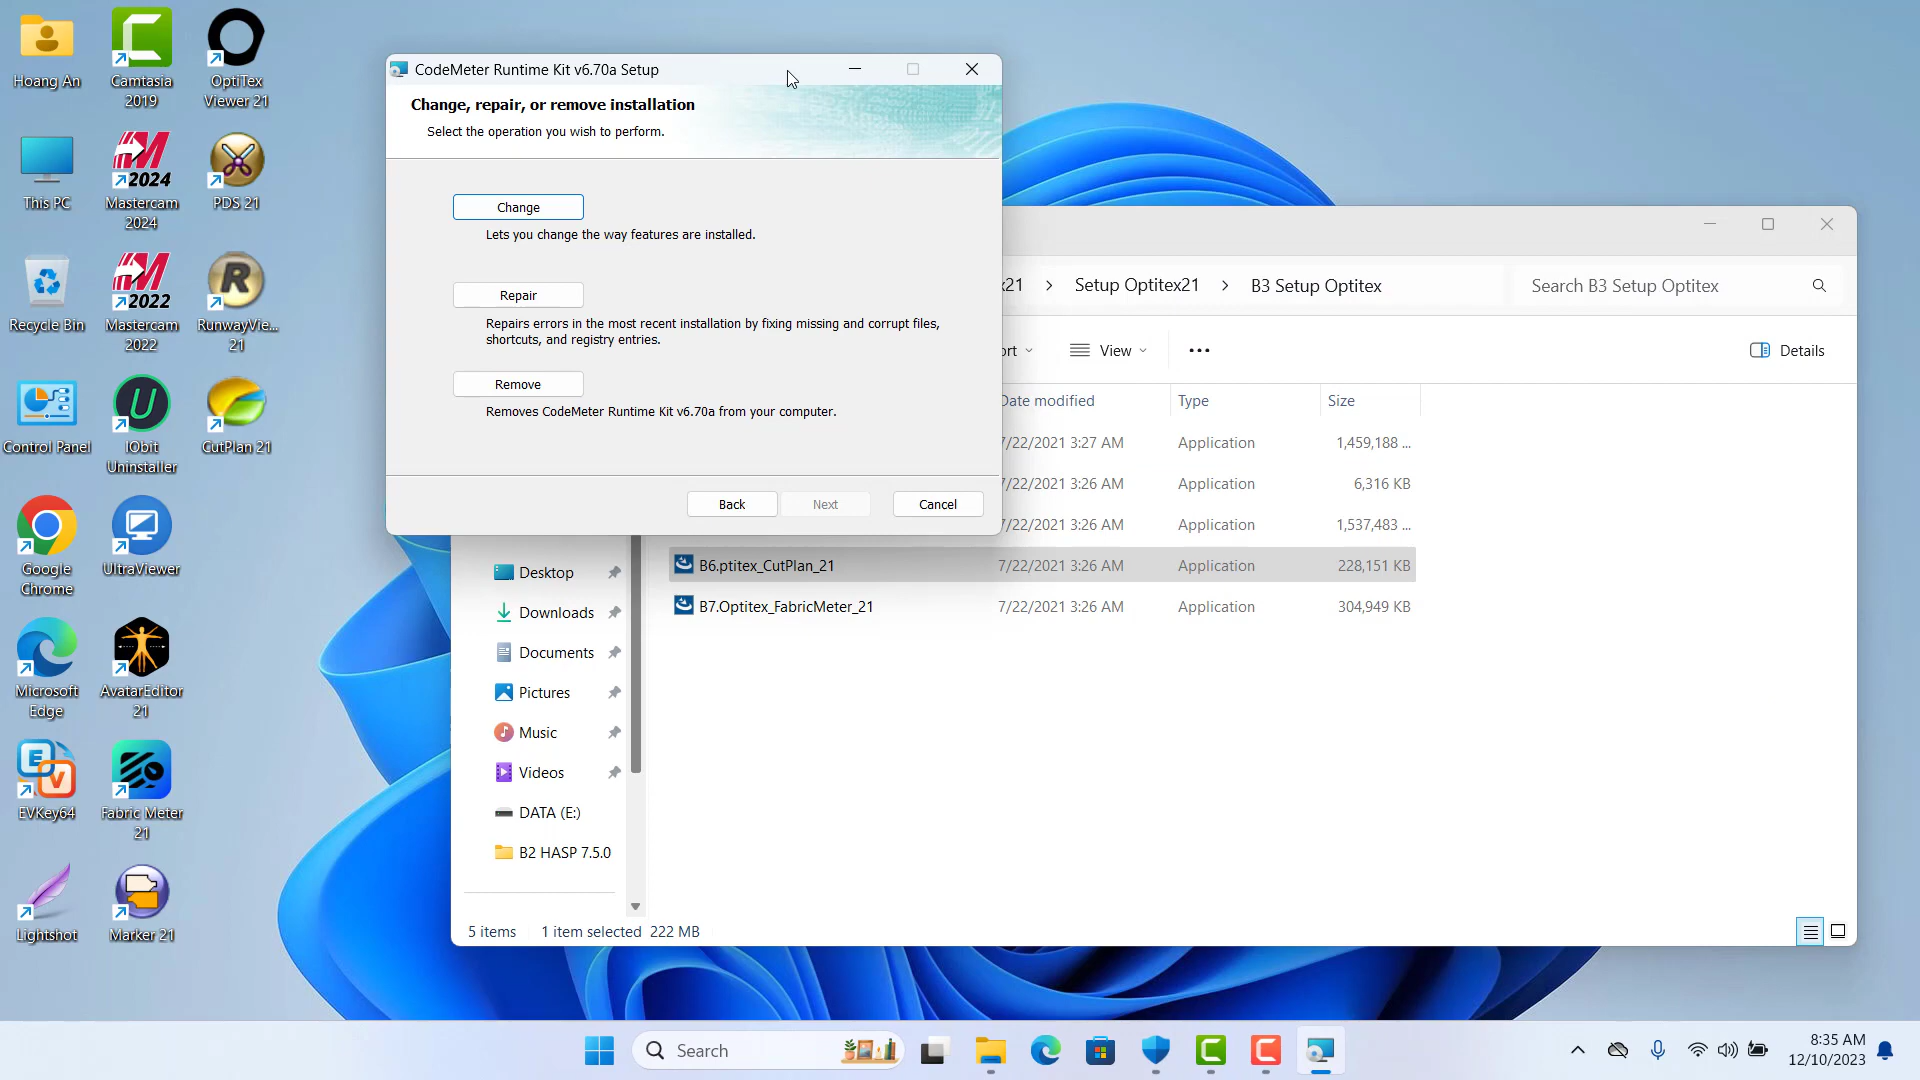 Hoang An
Camtasia
2019
OptiTex
Viewer 21
This PC
2024
Mastercam
2024
PDS 21
Recycle Bin
2022
Mastercam
2022
R
RunwayVie...
21
Control Panel
U
IObit
Uninstaller
CutPlan 21
Google
Chrome
UltraViewer
Microsoft
Edge
AvatarEditor
21
E
V
EVKey64
Fabric Meter
21
Lightshot
Marker 21
CodeMeter Runtime Kit v6.70a Setup
Change, repair, or remove installation
Select the operation you wish to perform.
Change
Lets you change the way features are installed.
Repair
Repairs errors in the most recent installation by fixing missing and corrupt files,
shortcuts, and registry entries.
Remove
Removes CodeMeter Runtime Kit v6.70a from your computer.
Back Next Cancel
x21 > Setup Optitex21 > B3 Setup Optitex Search B3 Setup Optitex
ort View ••• Details
Date modified Type Size
7/22/2021 3:27 AM Application 1,459,188 ...
7/22/2021 3:26 AM Application 6,316 KB
7/22/2021 3:26 AM Application 1,537,483 ...
B6.ptitex_CutPlan_21 7/22/2021 3:26 AM Application 228,151 KB
B7.Optitex_FabricMeter_21 7/22/2021 3:26 AM Application 304,949 KB
Desktop
Downloads
Documents
Pictures
Music
Videos
DATA (E:)
B2 HASP 7.5.0
5 items 1 item selected 222 MB
Search
8:35 AM
12/10/2023